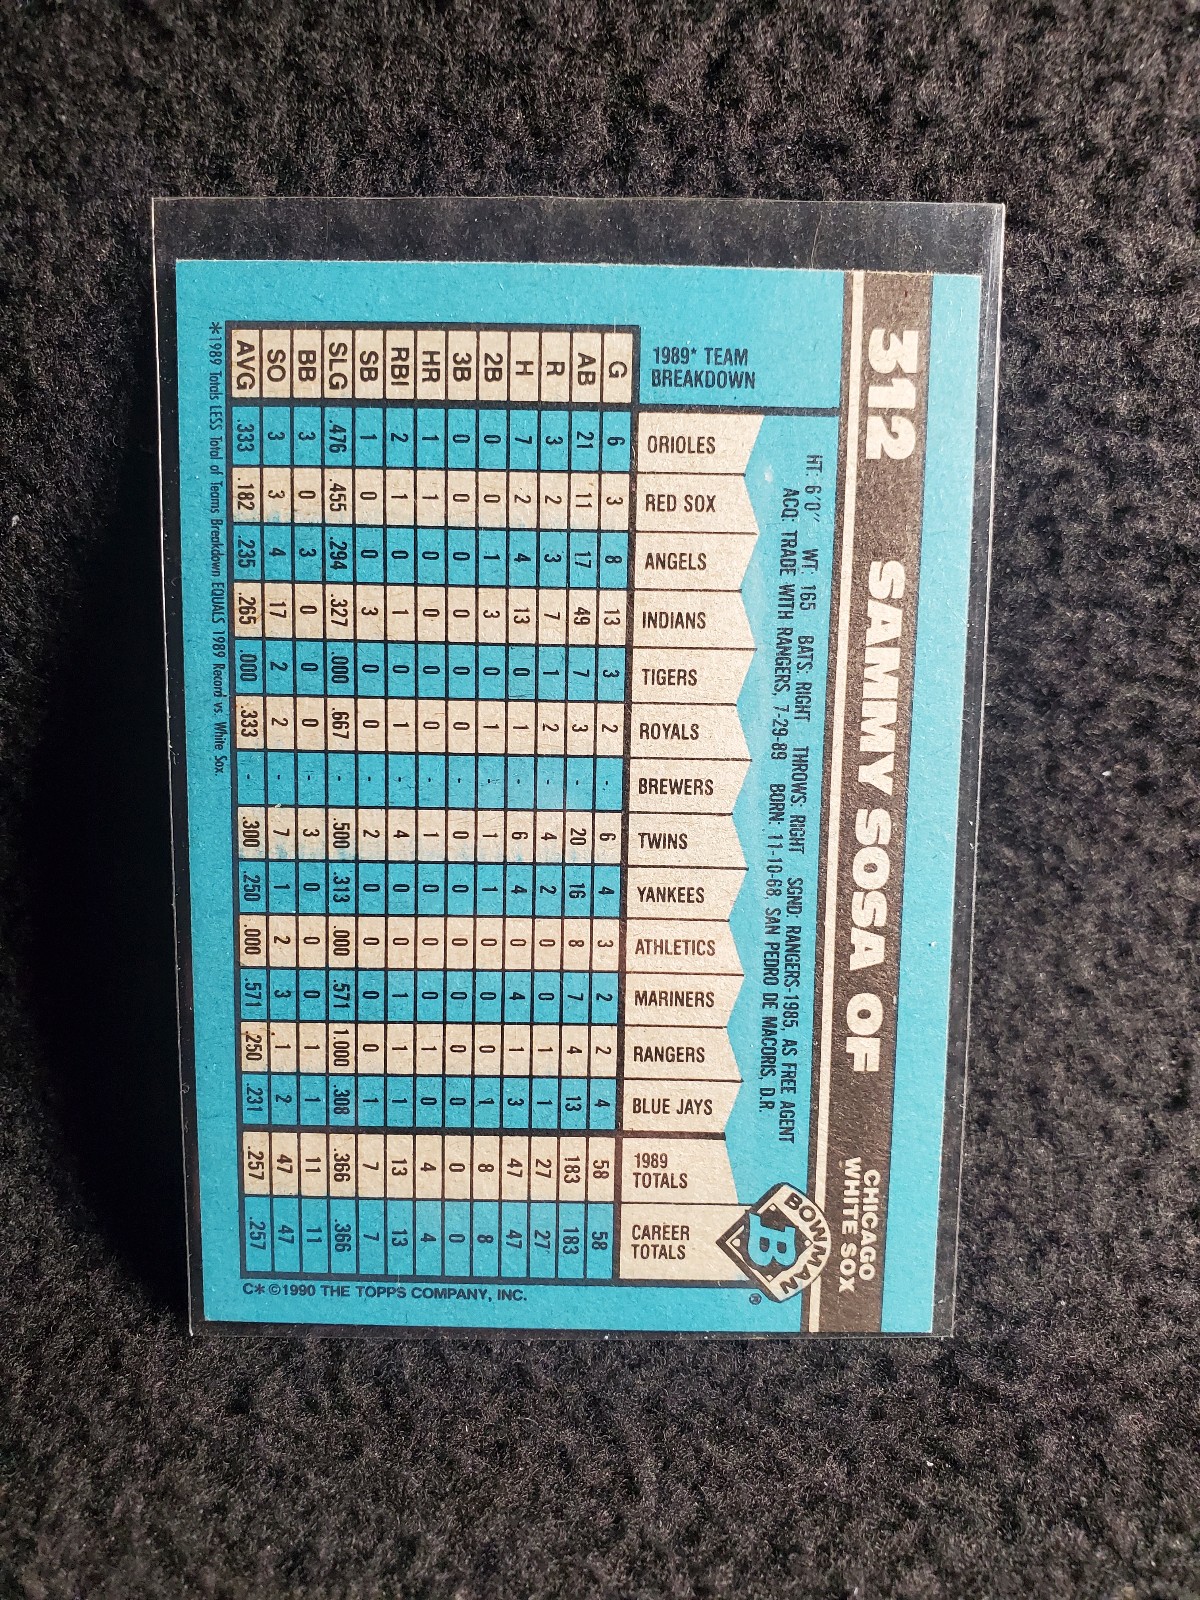 312 SAMMY SOSA OF CHICAGO
WHITE SOX
HT: 6'0" WT: 165 BATS: RIGHT THROWS: RIGHT SGND: RANGERS-1985, AS FREE AGENT
ACQ: TRADE WITH RANGERS, 7-29-89 BORN: 11-10-68, SAN PEDRO DE MACORIS, D.R.
BOWMAN
B
®
1989* TEAM
BREAKDOWN
ORIOLES RED SOX ANGELS INDIANS TIGERS ROYALS BREWERS TWINS YANKEES ATHLETICS MARINERS RANGERS BLUE JAYS 1989 TOTALS CAREER TOTALS
G 6 3 8 13 3 2 - 6 4 3 2 2 4 58 58
AB 21 11 17 49 7 3 - 20 16 8 7 4 13 183 183
R 3 2 3 7 1 2 - 4 2 0 0 1 1 27 27
H 7 2 4 13 0 1 - 6 4 0 4 1 3 47 47
2B 0 0 1 3 0 1 - 1 1 0 0 0 1 8 8
3B 0 0 0 0 0 0 - 0 0 0 0 0 0 0 0
HR 1 1 0 0 0 0 - 1 0 0 0 1 0 4 4
RBI 2 1 0 1 0 1 - 4 0 0 1 1 1 13 13
SB 1 0 0 3 0 0 - 2 0 0 0 0 1 7 7
SLG .476 .455 .294 .327 .000 .667 - .500 .313 .000 .571 1.000 .308 .366 .366
BB 3 0 3 0 0 0 - 3 0 0 0 1 1 11 11
SO 3 3 4 17 2 2 - 7 1 2 3 1 2 47 47
AVG .333 .182 .235 .265 .000 .333 - .300 .250 .000 .571 .250 .231 .257 .257
*1989 Totals LESS Total of Teams Breakdown EQUALS 1989 Record vs. White Sox.
C* ©1990 THE TOPPS COMPANY, INC.